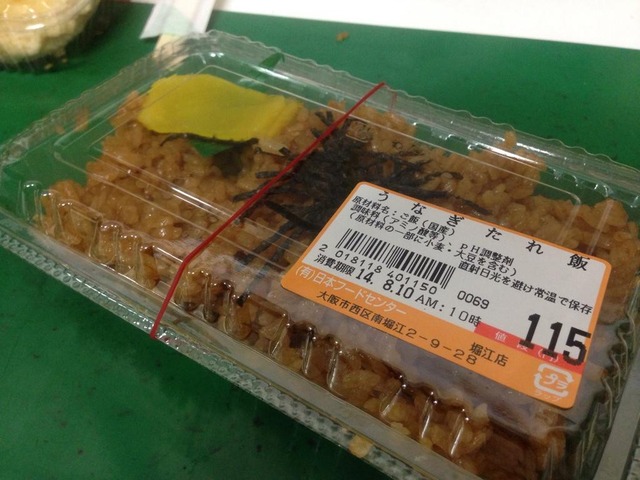 うなぎたれ飯
原材料名：ご飯（国産）
調味料（アミノ酸等） pH調整剤
（原材料の一部に小麦・大豆を含む）
直射日光を避け常温で保存
2 018118 401150 0069
消費期限 14. 8.10 AM:10時
(有)日本フードセンター 堀江店
大阪市西区南堀江2-9-28
115